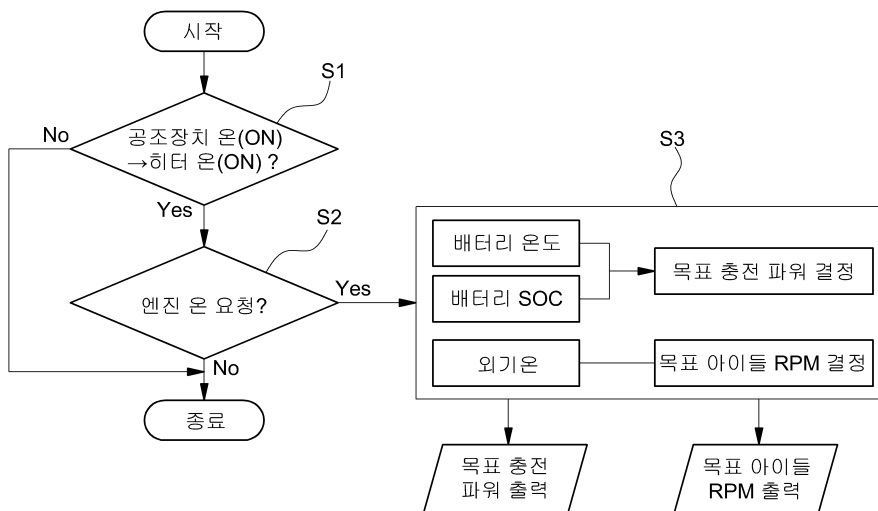 시작
S1
No
공조장치 온(ON)
→히터 온(ON) ?
Yes
S2
엔진 온 요청?
Yes
No
종료
S3
배터리 온도
배터리 SOC
목표 충전 파워 결정
외기온
목표 아이들 RPM 결정
목표 충전
파워 출력
목표 아이들
RPM 출력